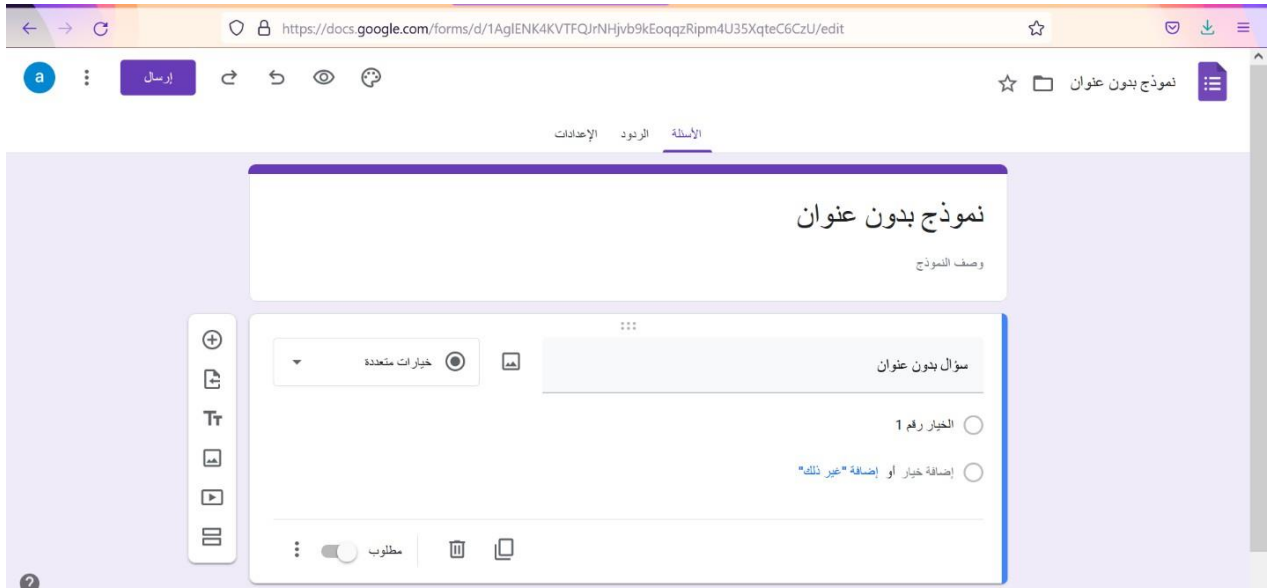 https://docs.google.com/forms/d/1AglENK4KVTFQJrNHjvb9kEoqqzRipm4U35XqteC6CzU/edit
نموذج بدون عنوان
إرسال
a
الأسئلة الردود الإعدادات
نموذج بدون عنوان
وصف النموذج
سؤال بدون عنوان
خيارات متعددة
الخيار رقم 1
إضافة خيار أو إضافة "غير ذلك"
Tт
مطلوب
?